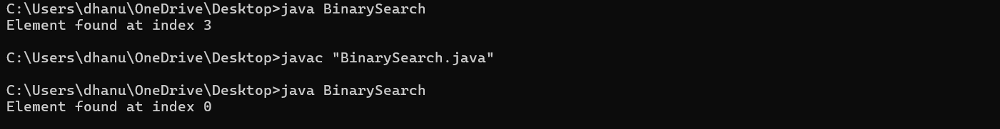 C:\Users\dhanu\OneDrive\Desktop>java BinarySearch
Element found at index 3
C:\Users\dhanu\OneDrive\Desktop>javac "BinarySearch.java"
C:\Users\dhanu\OneDrive\Desktop>java BinarySearch
Element found at index 0